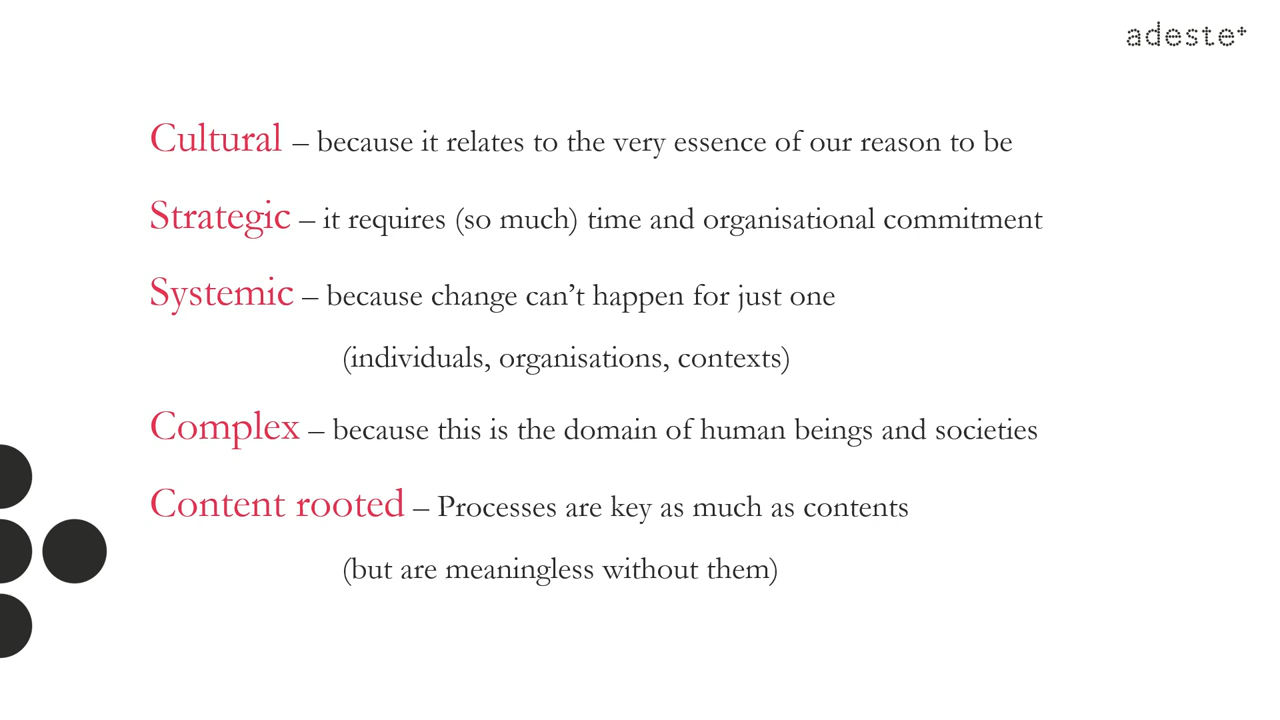 adeste+
Cultural – because it relates to the very essence of our reason to be
Strategic – it requires (so much) time and organisational commitment
Systemic – because change can’t happen for just one
(individuals, organisations, contexts)
Complex – because this is the domain of human beings and societies
Content rooted – Processes are key as much as contents
(but are meaningless without them)